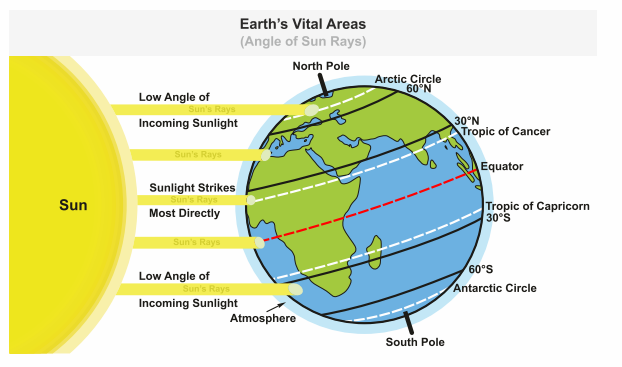 Earth's Vital Areas
(Angle of Sun Rays)
North Pole
Arctic Circle
60°N
Low Angle of
Sun's Rays
Incoming Sunlight
30°N
Tropic of Cancer
Sun's Rays
Equator
Sunlight Strikes
Sun's Rays
Most Directly
Sun
Tropic of Capricorn
30°S
Sun's Rays
60°S
Low Angle of
Sun's Rays
Incoming Sunlight
Antarctic Circle
Atmosphere
South Pole